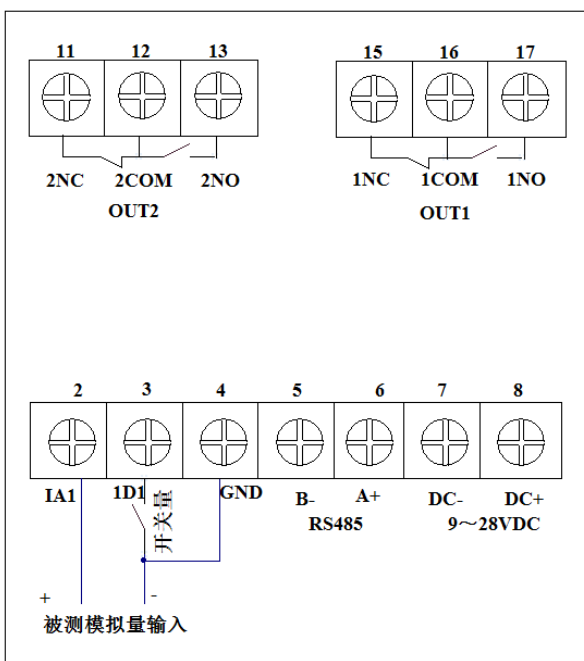 11 12 13
15 16 17
2NC 2COM 2NO
OUT2
1NC 1COM 1NO
OUT1
2 3 4 5 6 7 8
IA1 1D1 GND B- A+ DC- DC+
RS485 9～28VDC
开关量
+ -
被测模拟量输入